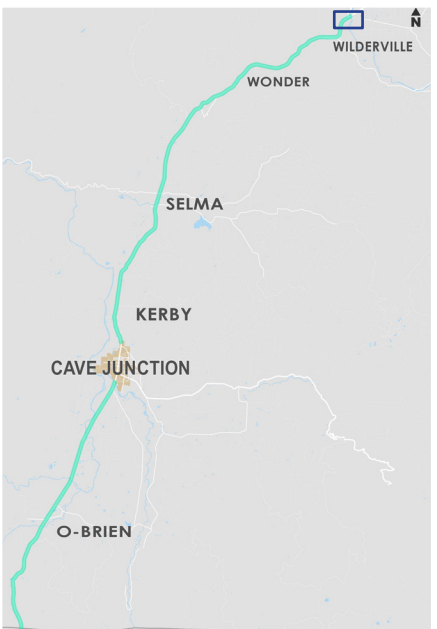 N
WILDERVILLE
WONDER
SELMA
KERBY
CAVE JUNCTION
O-BRIEN